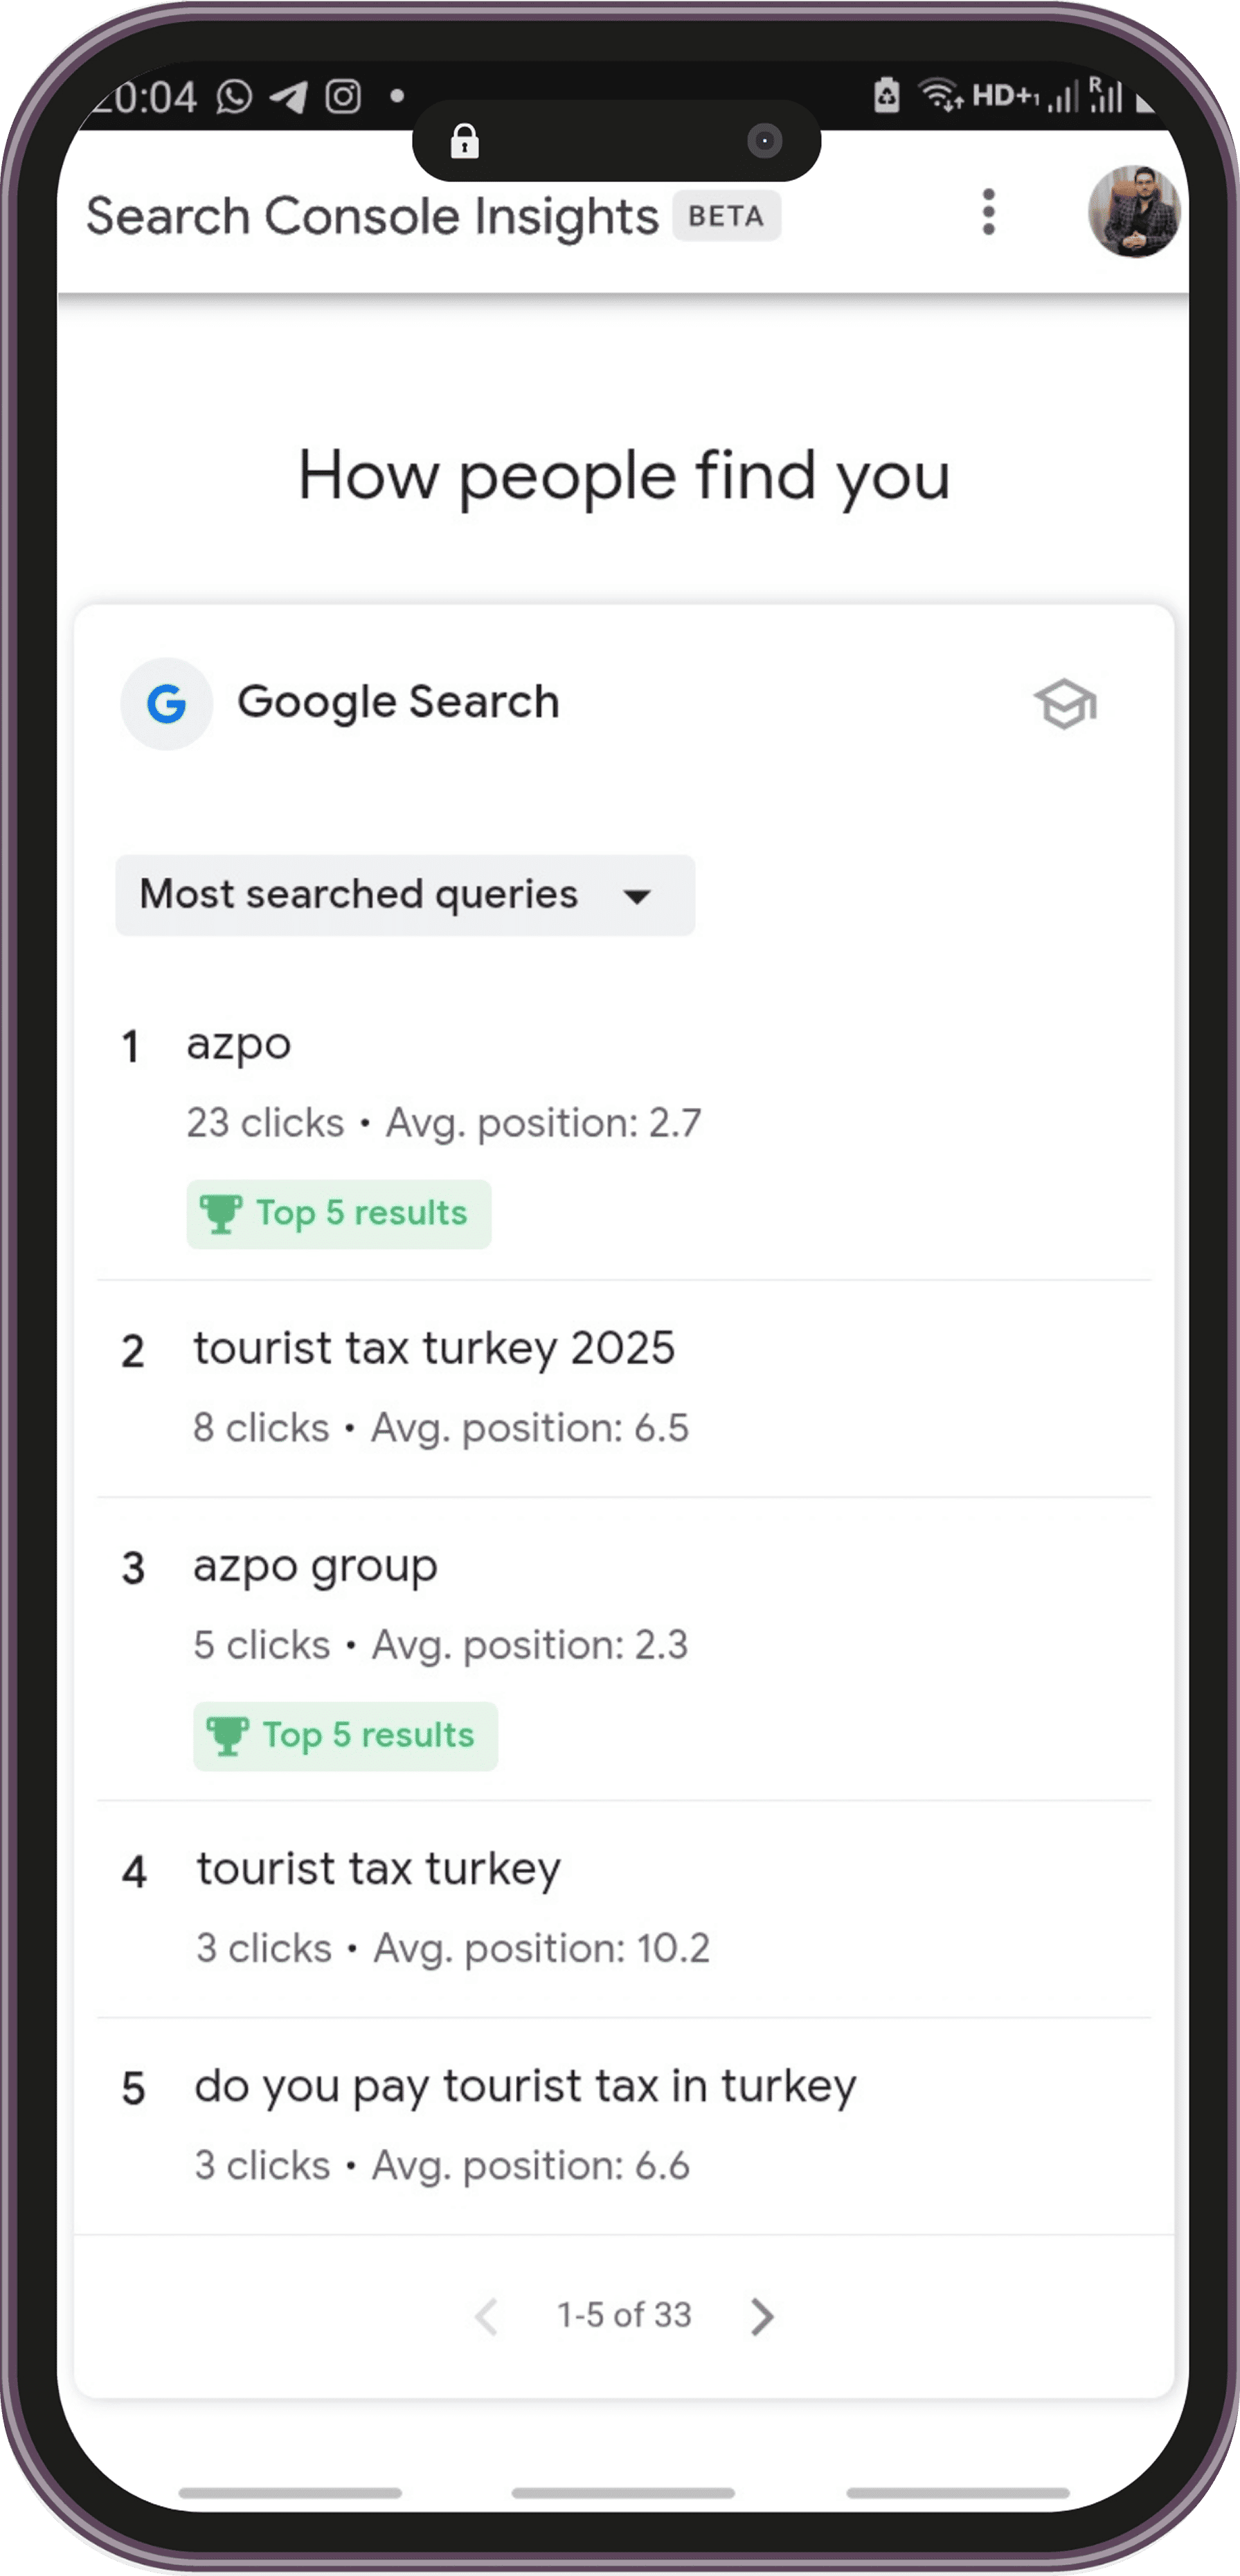 20:04 HD+ 1 R
Search Console Insights BETA
How people find you
G Google Search
Most searched queries
1 azpo
23 clicks • Avg. position: 2.7
Top 5 results
2 tourist tax turkey 2025
8 clicks • Avg. position: 6.5
3 azpo group
5 clicks • Avg. position: 2.3
Top 5 results
4 tourist tax turkey
3 clicks • Avg. position: 10.2
5 do you pay tourist tax in turkey
3 clicks • Avg. position: 6.6
1-5 of 33